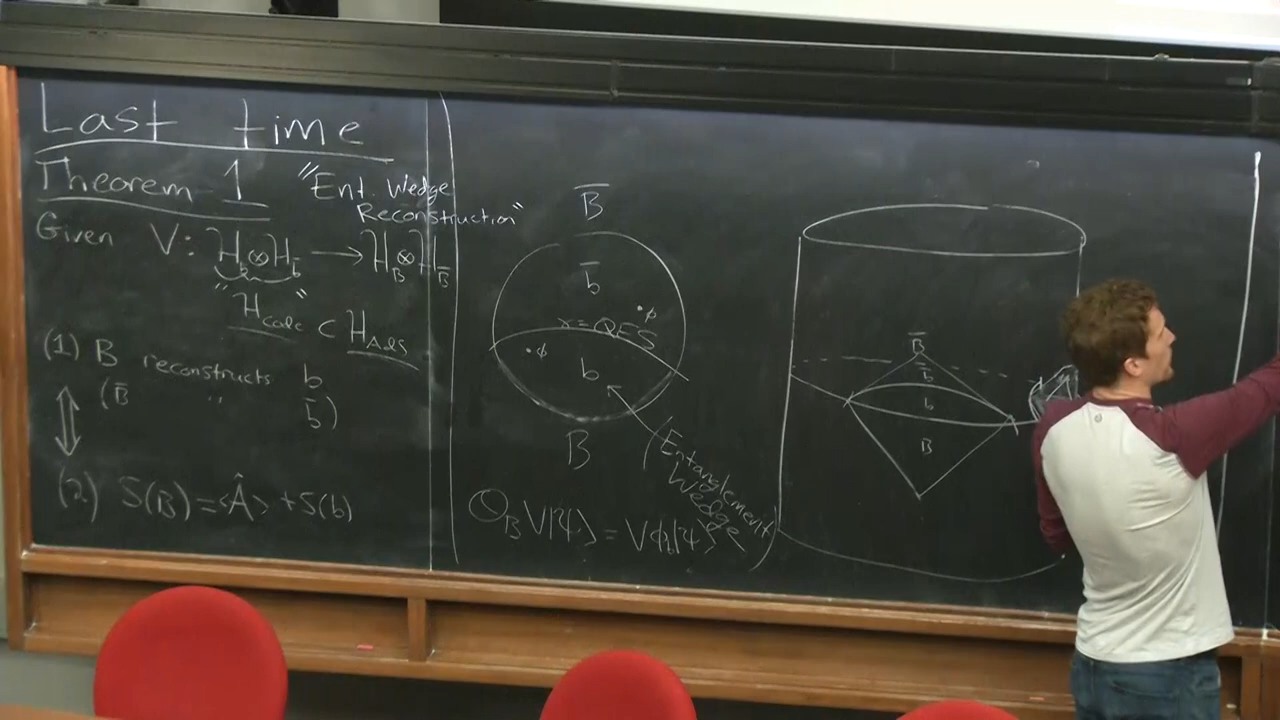 Last time
Theorem 1
"Ent. Wedge
Reconstruction"
Given V: H_b ⊗ H_b̄ → H_B ⊗ H_B̄
"H_code" ⊂ H_AdS
(1) B reconstructs b
(B̄ " b̄)
⇕
(2) S(B) = <Â> + S(b)
B̄
b̄
·φ
γ = QES
·φ
b
B
(Entanglement
Wedge)
O_B V|ψ> = Vφ_b|ψ>
B̄
b̄
b
B